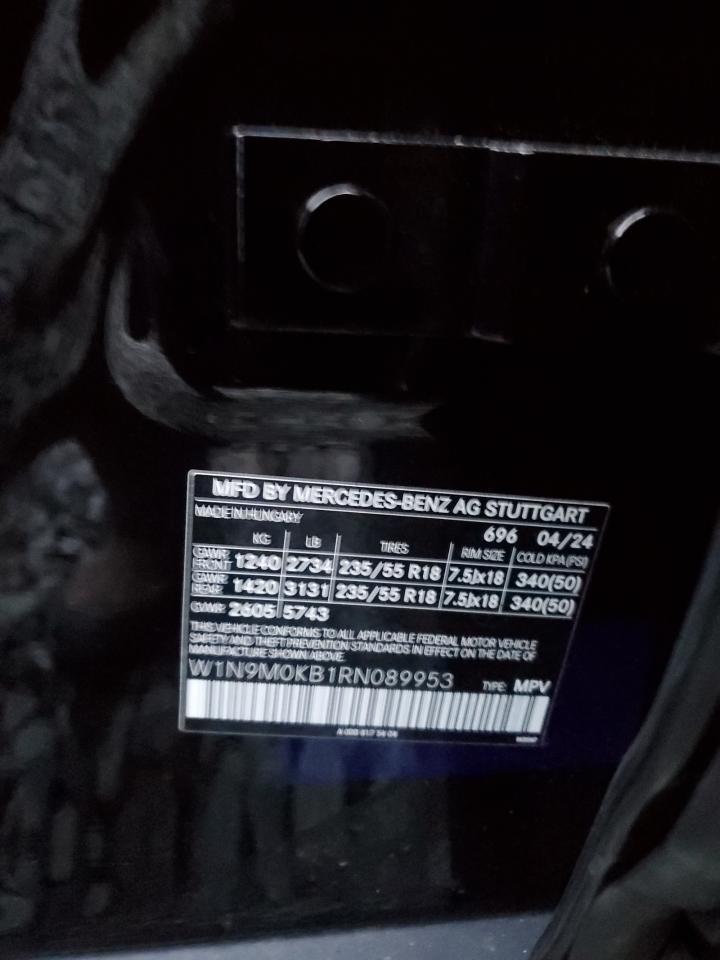 MFD BY MERCEDES-BENZ AG STUTTGART
MADE IN HUNGARY 696 04/24
KG LB TIRES RIM SIZE COLD KPA (PSI)
GAWR FRONT 1240 2734 235/55 R18 7.5Jx18 340(50)
GAWR REAR 1420 3131 235/55 R18 7.5Jx18 340(50)
GVWR 2605 5743
THIS VEHICLE CONFORMS TO ALL APPLICABLE FEDERAL MOTOR VEHICLE
SAFETY AND THEFT PREVENTION STANDARDS IN EFFECT ON THE DATE OF
MANUFACTURE SHOWN ABOVE.
W1N9M0KB1RN089953 TYPE: MPV